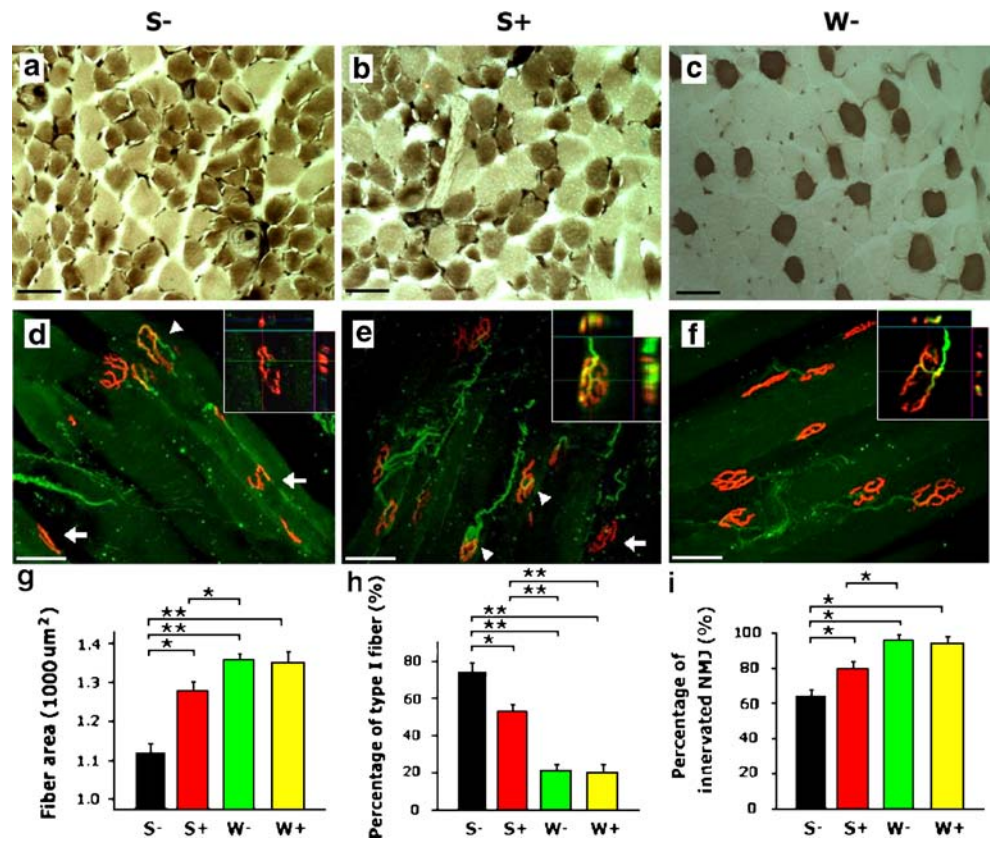 S- S+ W-
a b c
d e f
g h i
Fiber area (1000um²)
1.4
1.3
1.2
1.1
1.0
* ** ** *
S- S+ W- W+
Percentage of type I fiber (%)
80
60
40
20
0
** ** ** ** *
S- S+ W- W+
Percentage of innervated NMJ (%)
100
80
60
40
20
0
* * * *
S- S+ W- W+